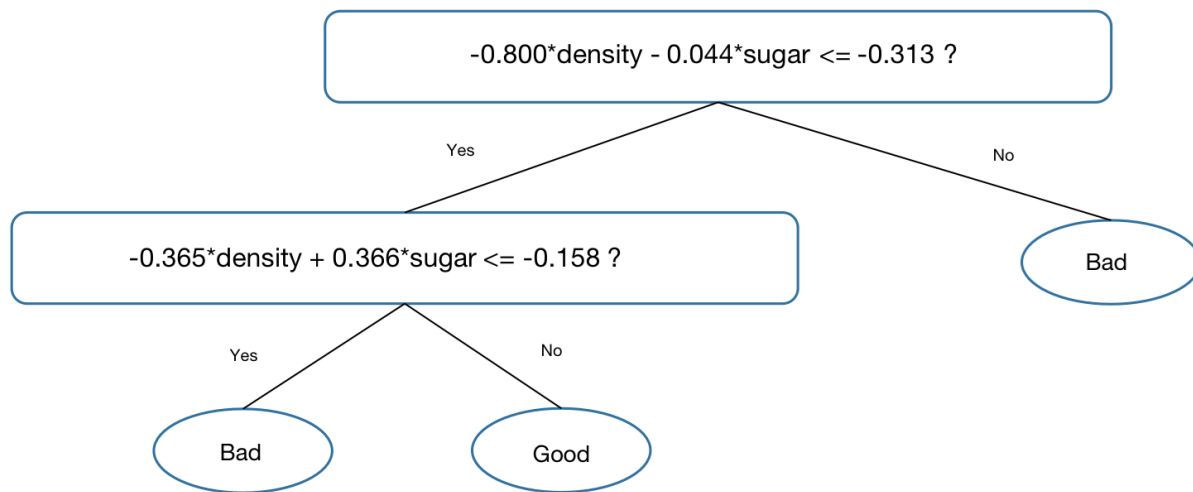 -0.800*density - 0.044*sugar <= -0.313 ?
Yes
No
-0.365*density + 0.366*sugar <= -0.158 ?
Bad
Yes
No
Bad
Good